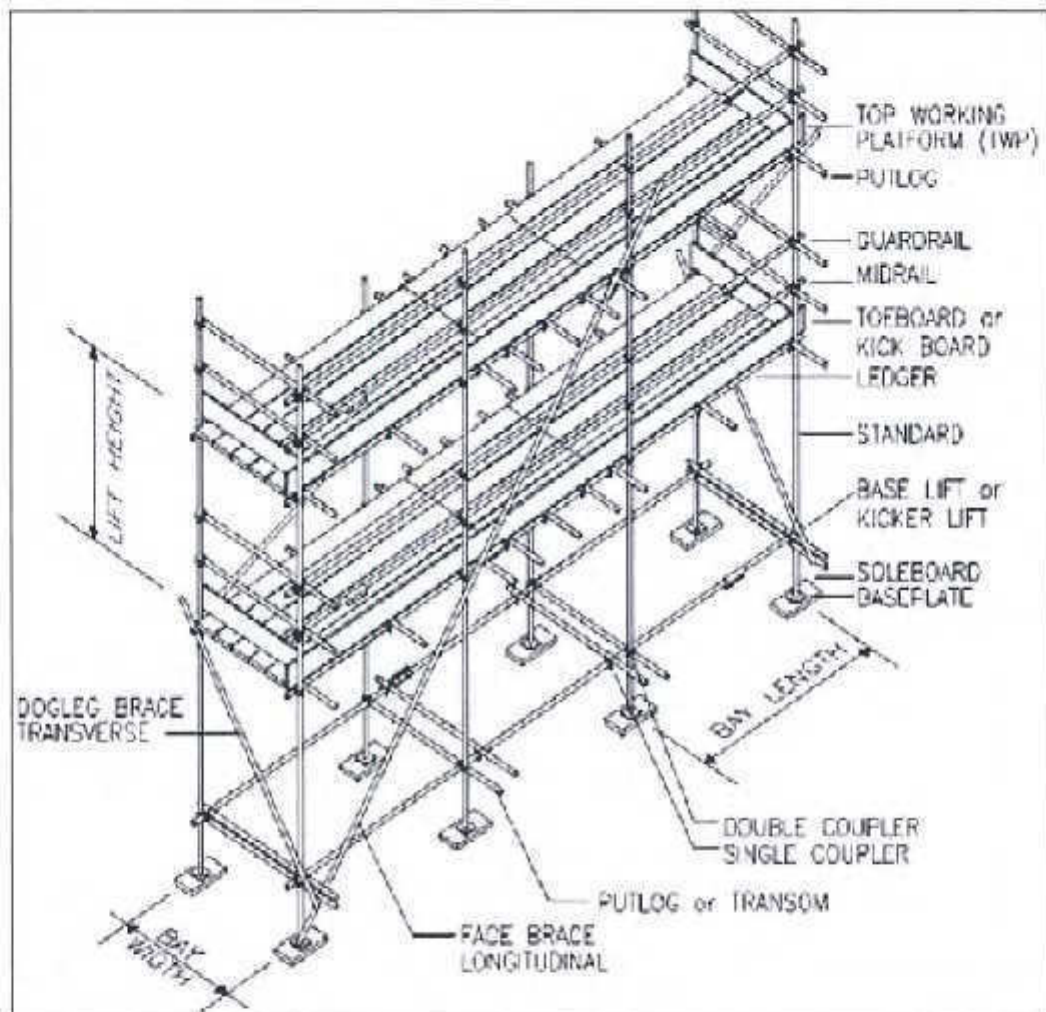 TOP WORKING
PLATFORM (TWP)
PUTLOG
GUARDRAIL
MIDRAIL
TOEBOARD or
KICK BOARD
LEDGER
STANDARD
BASE LIFT or
KICKER LIFT
SOLEBOARD
BASEPLATE
LIFT HEIGHT
BAY LENGTH
DOGLEG BRACE
TRANSVERSE
DOUBLE COUPLER
SINGLE COUPLER
PUTLOG or TRANSOM
FACE BRACE
LONGITUDINAL
BAY
WIDTH